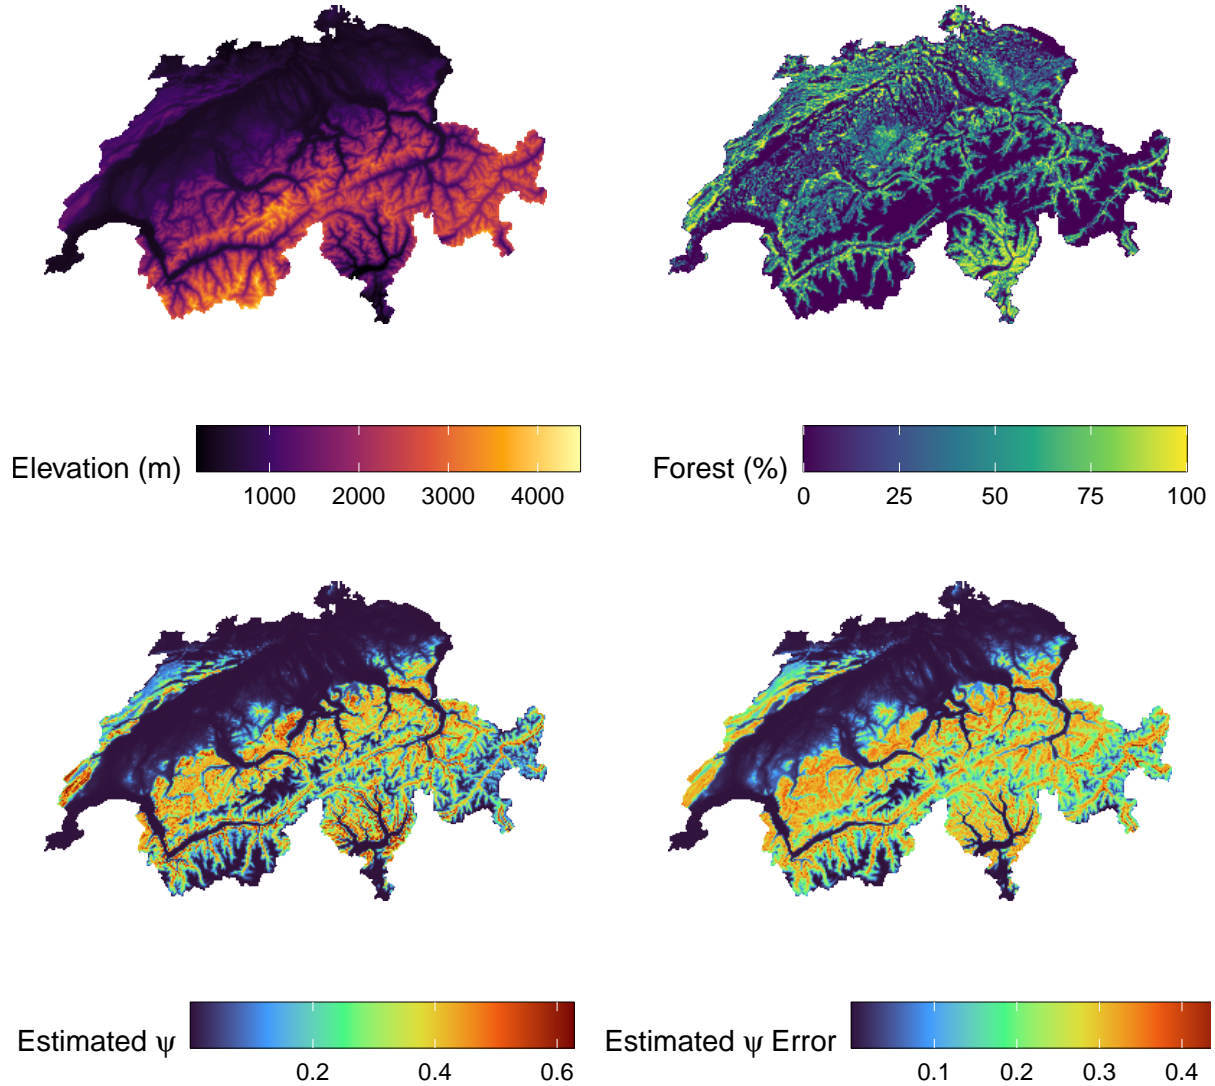 Elevation (m)
1000 2000 3000 4000
Forest (%)
0 25 50 75 100
Estimated ψ
0.2 0.4 0.6
Estimated ψ Error
0.1 0.2 0.3 0.4